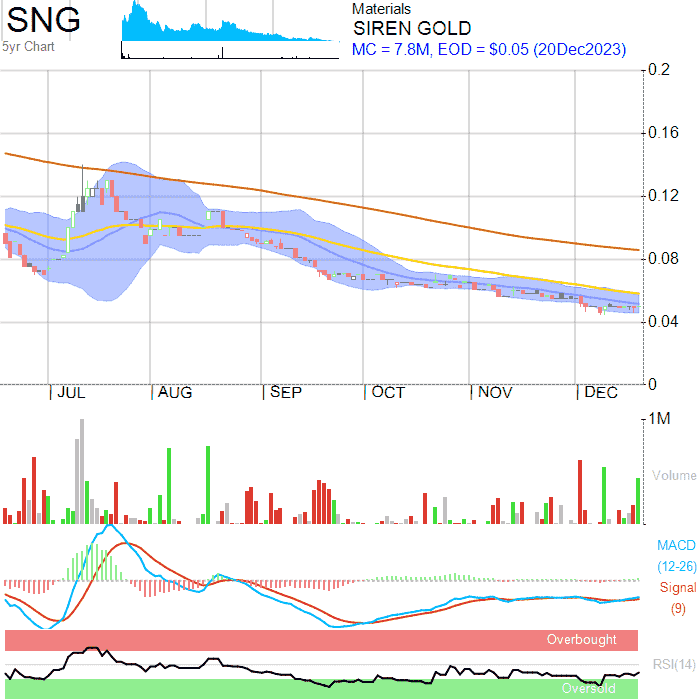 SNG
5yr Chart
Materials
SIREN GOLD
MC = 7.8M, EOD = $0.05 (20Dec2023)
0.2
0.16
0.12
0.08
0.04
0
JUL AUG SEP OCT NOV DEC
1M
Volume
MACD
(12-26)
Signal
(9)
Overbought
RSI(14)
Oversold